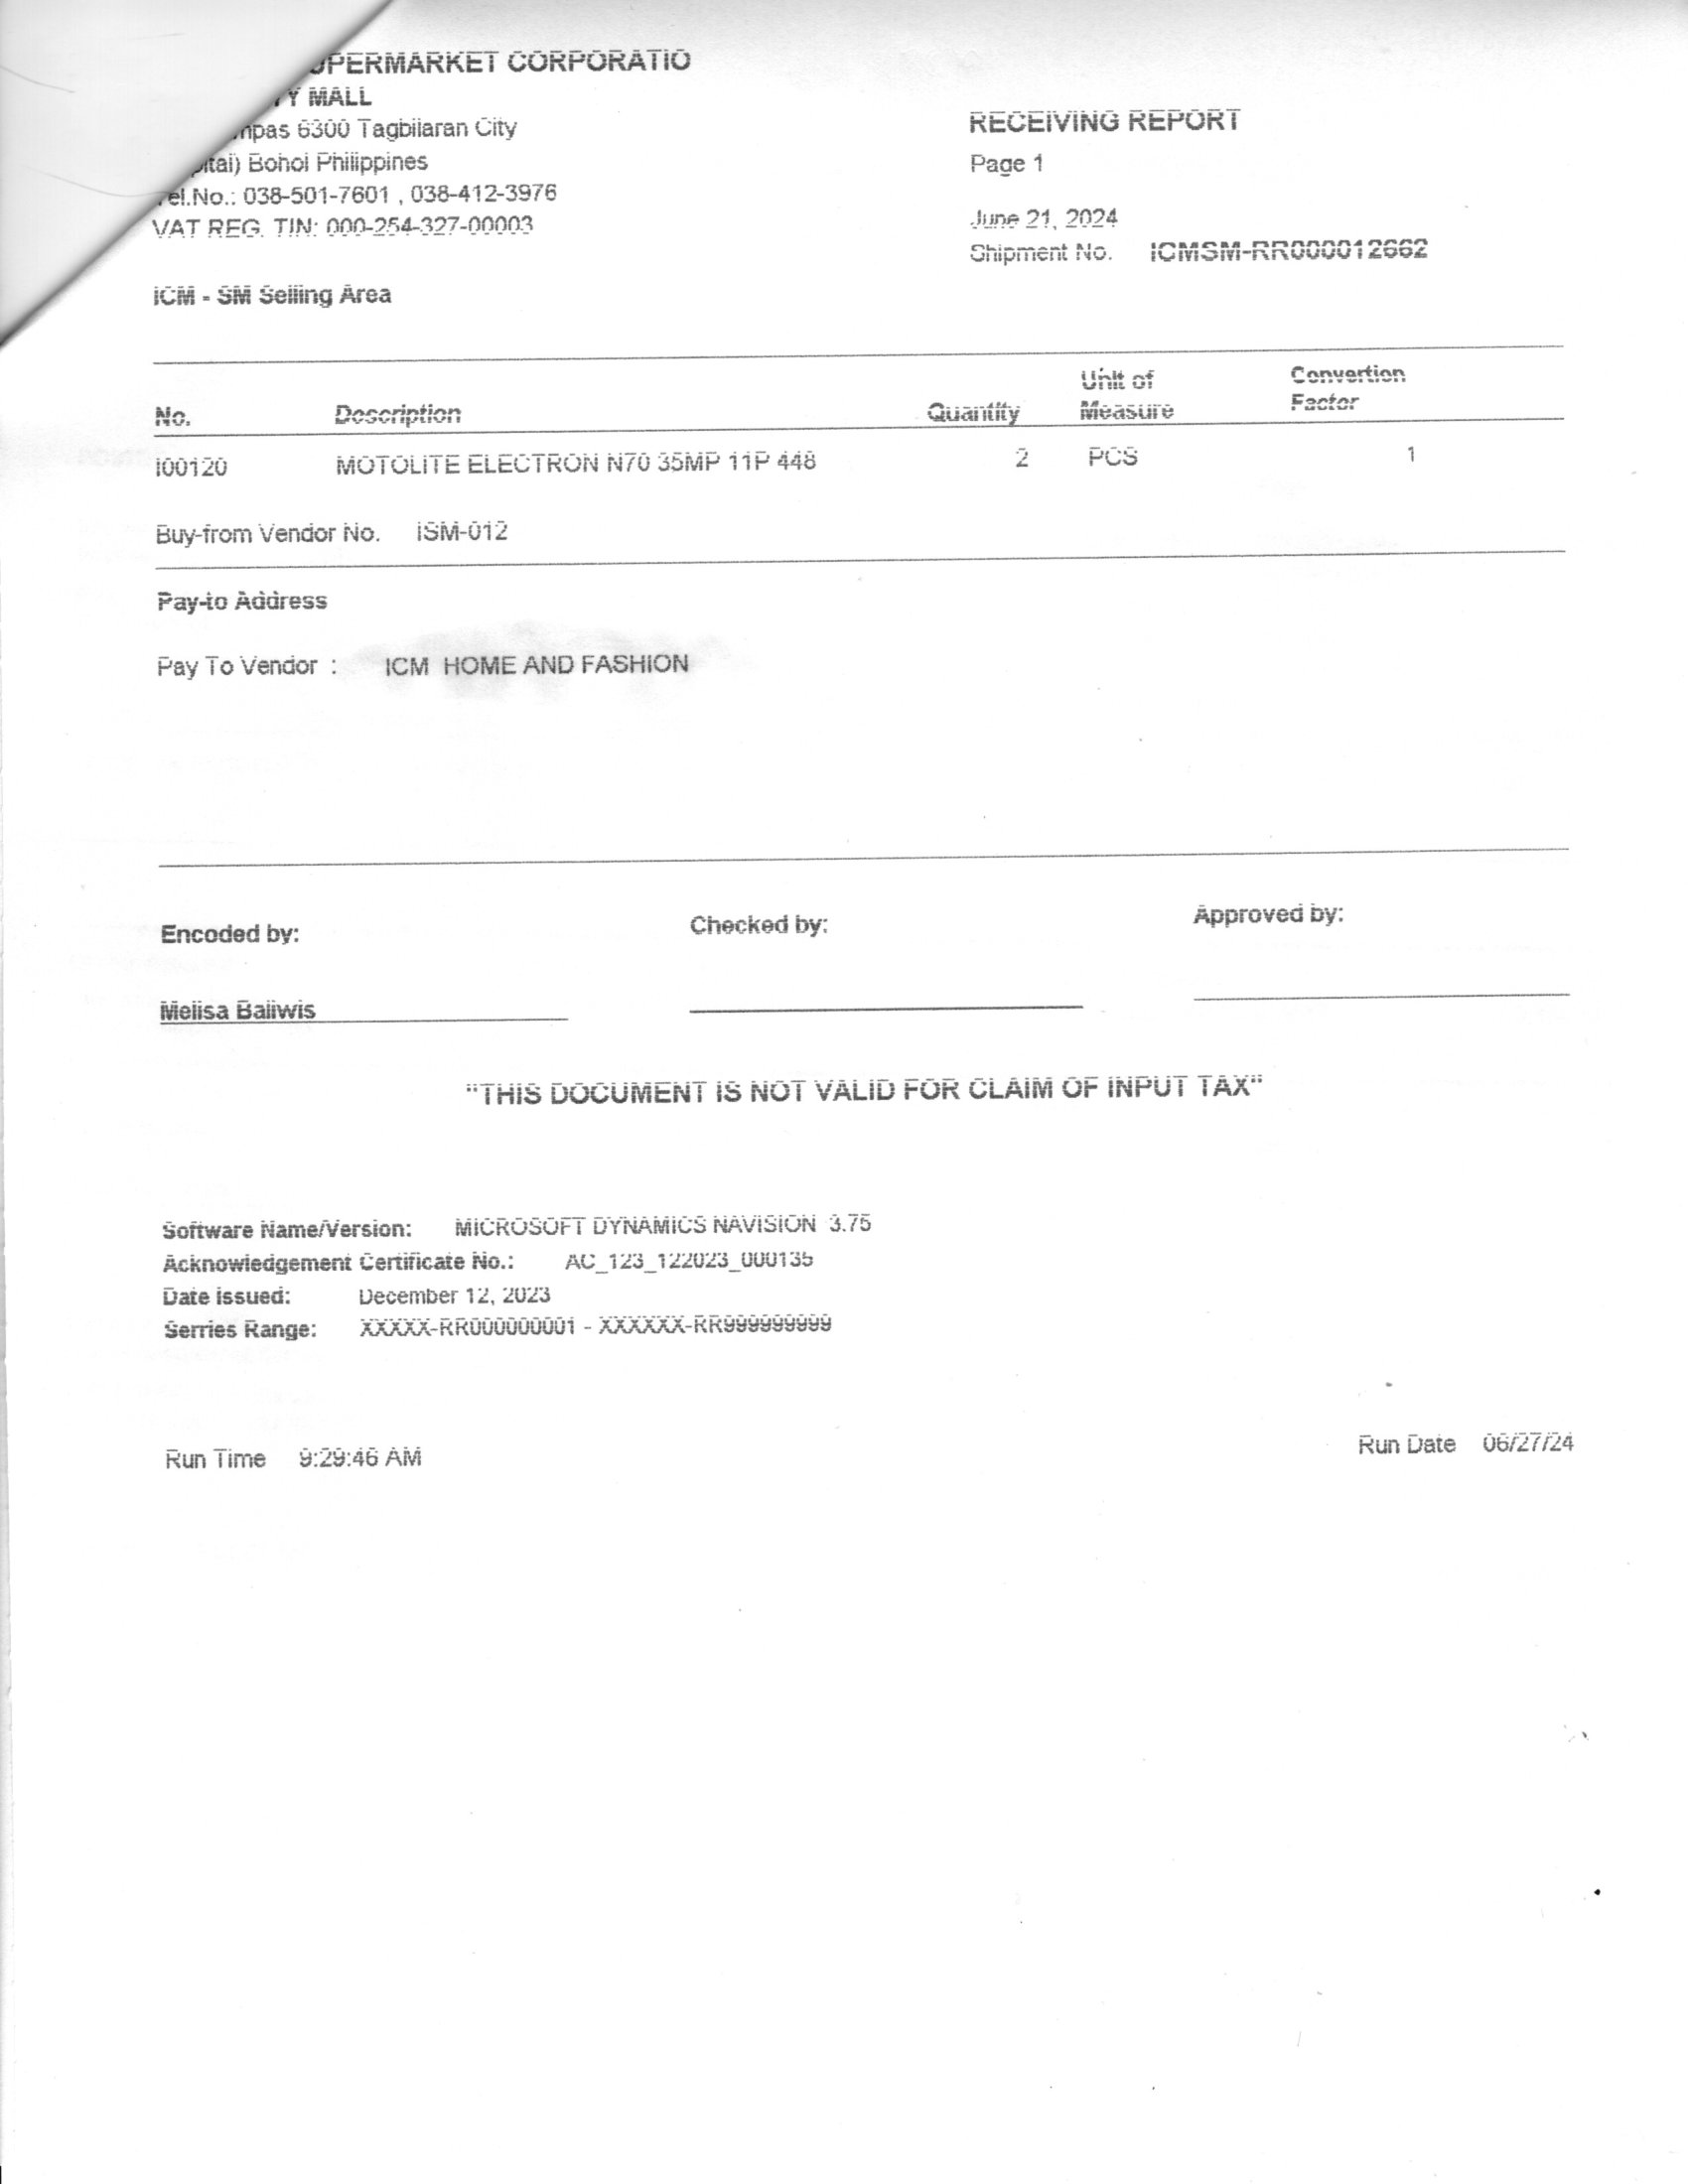 UPERMARKET CORPORATIO
Y MALL
mpas 6300 Tagbilaran City
pital) Bohol Philippines
Tel.No.: 038-501-7601 , 038-412-3976
VAT REG. TIN: 000-254-327-00003
RECEIVING REPORT
Page 1
June 21, 2024
Shipment No. ICMSM-RR000012662
ICM - SM Selling Area
No. Description Quantity Unit of Measure Convertion Factor
I00120 MOTOLITE ELECTRON N70 35MP 11P 448 2 PCS 1
Buy-from Vendor No. ISM-012
Pay-to Address
Pay To Vendor : ICM HOME AND FASHION
Encoded by: Checked by: Approved by:
Melisa Baliwis
"THIS DOCUMENT IS NOT VALID FOR CLAIM OF INPUT TAX"
Software Name/Version: MICROSOFT DYNAMICS NAVISION 3.75
Acknowledgement Certificate No.: AC_123_122023_000135
Date issued: December 12, 2023
Serries Range: XXXXX-RR000000001 - XXXXXX-RR999999999
Run Time 9:29:46 AM Run Date 06/27/24